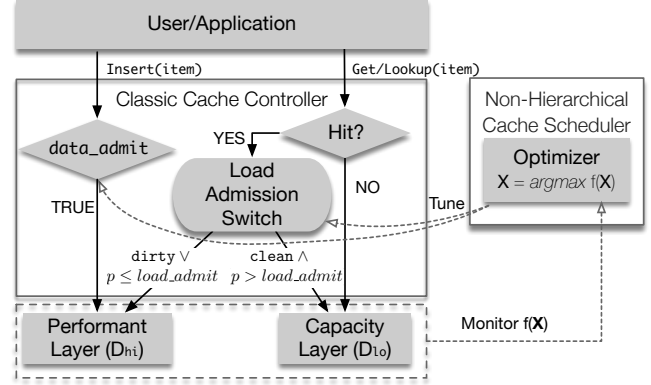 User/Application
Insert(item)
Get/Lookup(item)
Classic Cache Controller
Non-Hierarchical
Cache Scheduler
data_admit
Hit?
YES
Optimizer
X = argmax f(X)
Load
Admission
Switch
TRUE
NO
Tune
dirty ∨
p ≤ load_admit
clean ∧
p > load_admit
Performant
Layer (Dhi)
Capacity
Layer (Dlo)
Monitor f(X)